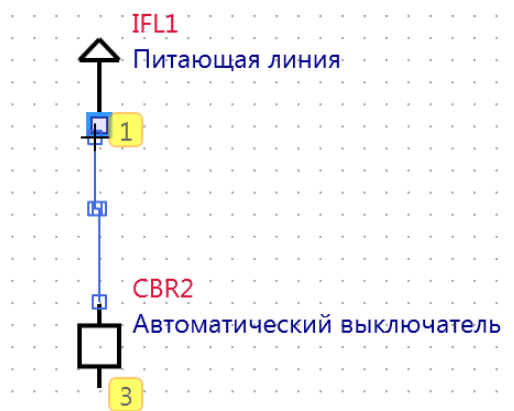 IFL1
Питающая линия
1
CBR2
Автоматический выключатель
3